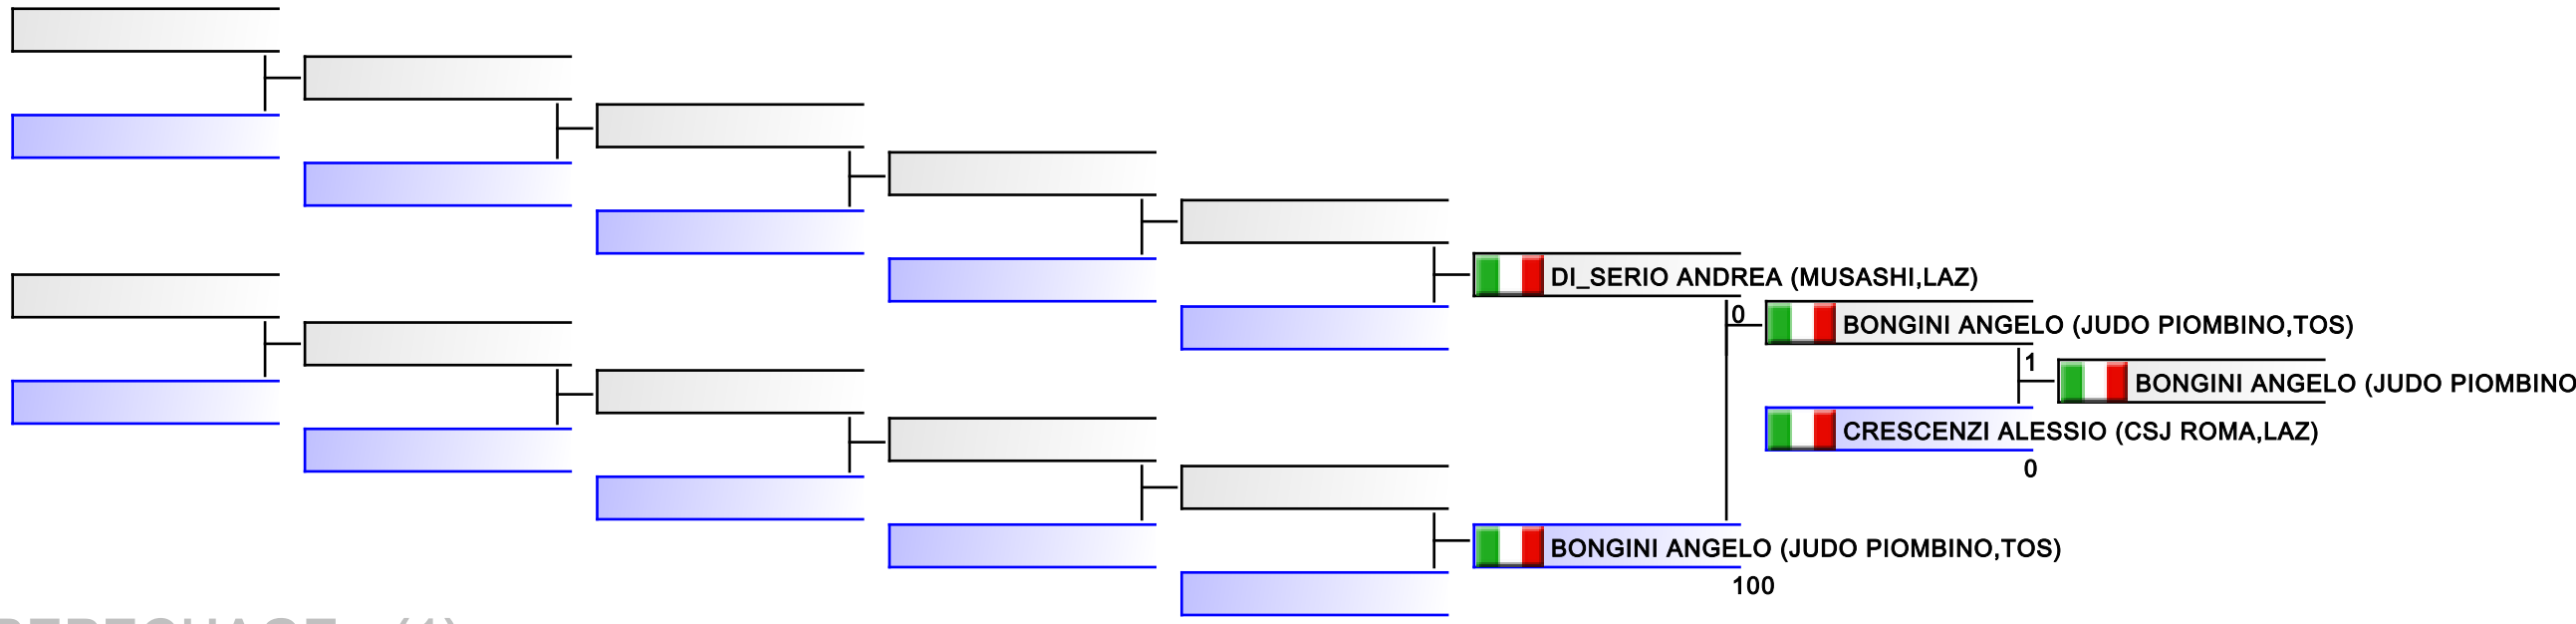 DI_SERIO ANDREA (MUSASHI,LAZ)
0
BONGINI ANGELO (JUDO PIOMBINO,TOS)
1
BONGINI ANGELO (JUDO PIOMBINO
CRESCENZI ALESSIO (CSJ ROMA,LAZ)
0
BONGINI ANGELO (JUDO PIOMBINO,TOS)
100